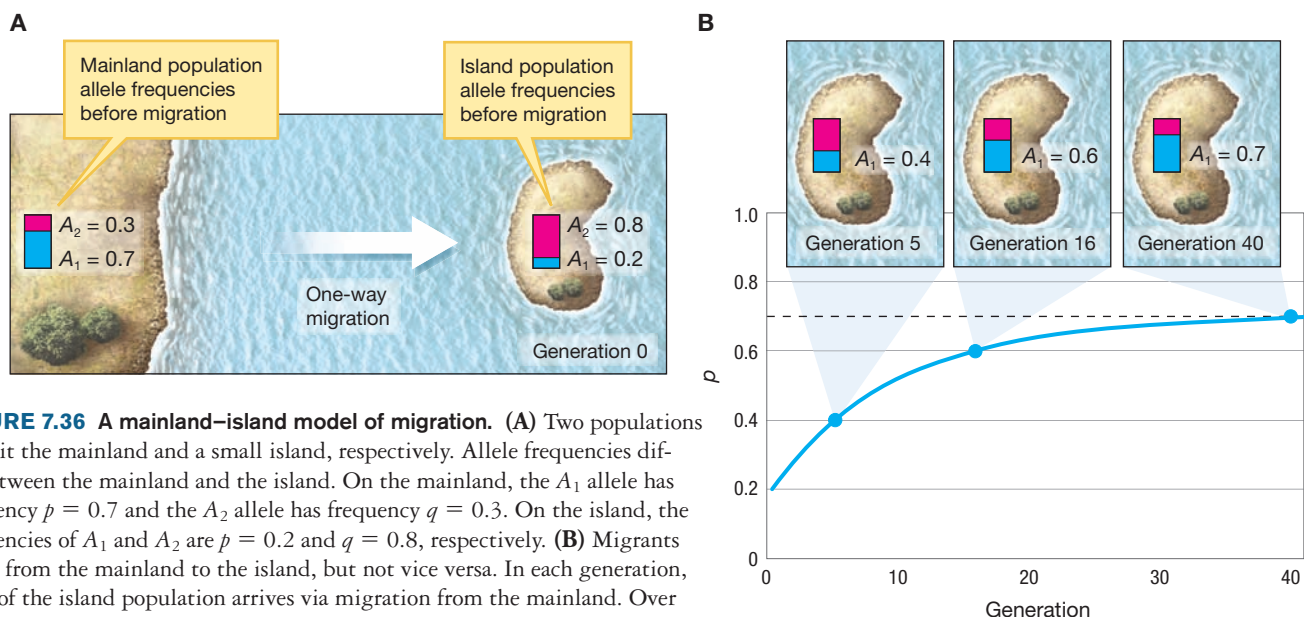 A
Mainland population
allele frequencies
before migration
Island population
allele frequencies
before migration
A2 = 0.3
A1 = 0.7
One-way
migration
A2 = 0.8
A1 = 0.2
Generation 0
7.36 A mainland–island model of migration. (A) Two populations
the mainland and a small island, respectively. Allele frequencies dif-
the mainland and the island. On the mainland, the A1 allele has
p = 0.7 and the A2 allele has frequency q = 0.3. On the island, the
of A1 and A2 are p = 0.2 and q = 0.8, respectively. (B) Migrants
from the mainland to the island, but not vice versa. In each generation,
of the island population arrives via migration from the mainland. Over
B
A1 = 0.4
Generation 5
A1 = 0.6
Generation 16
A1 = 0.7
Generation 40
1.0
0.8
0.6
0.4
0.2
0
p
0
10
20
30
40
Generation